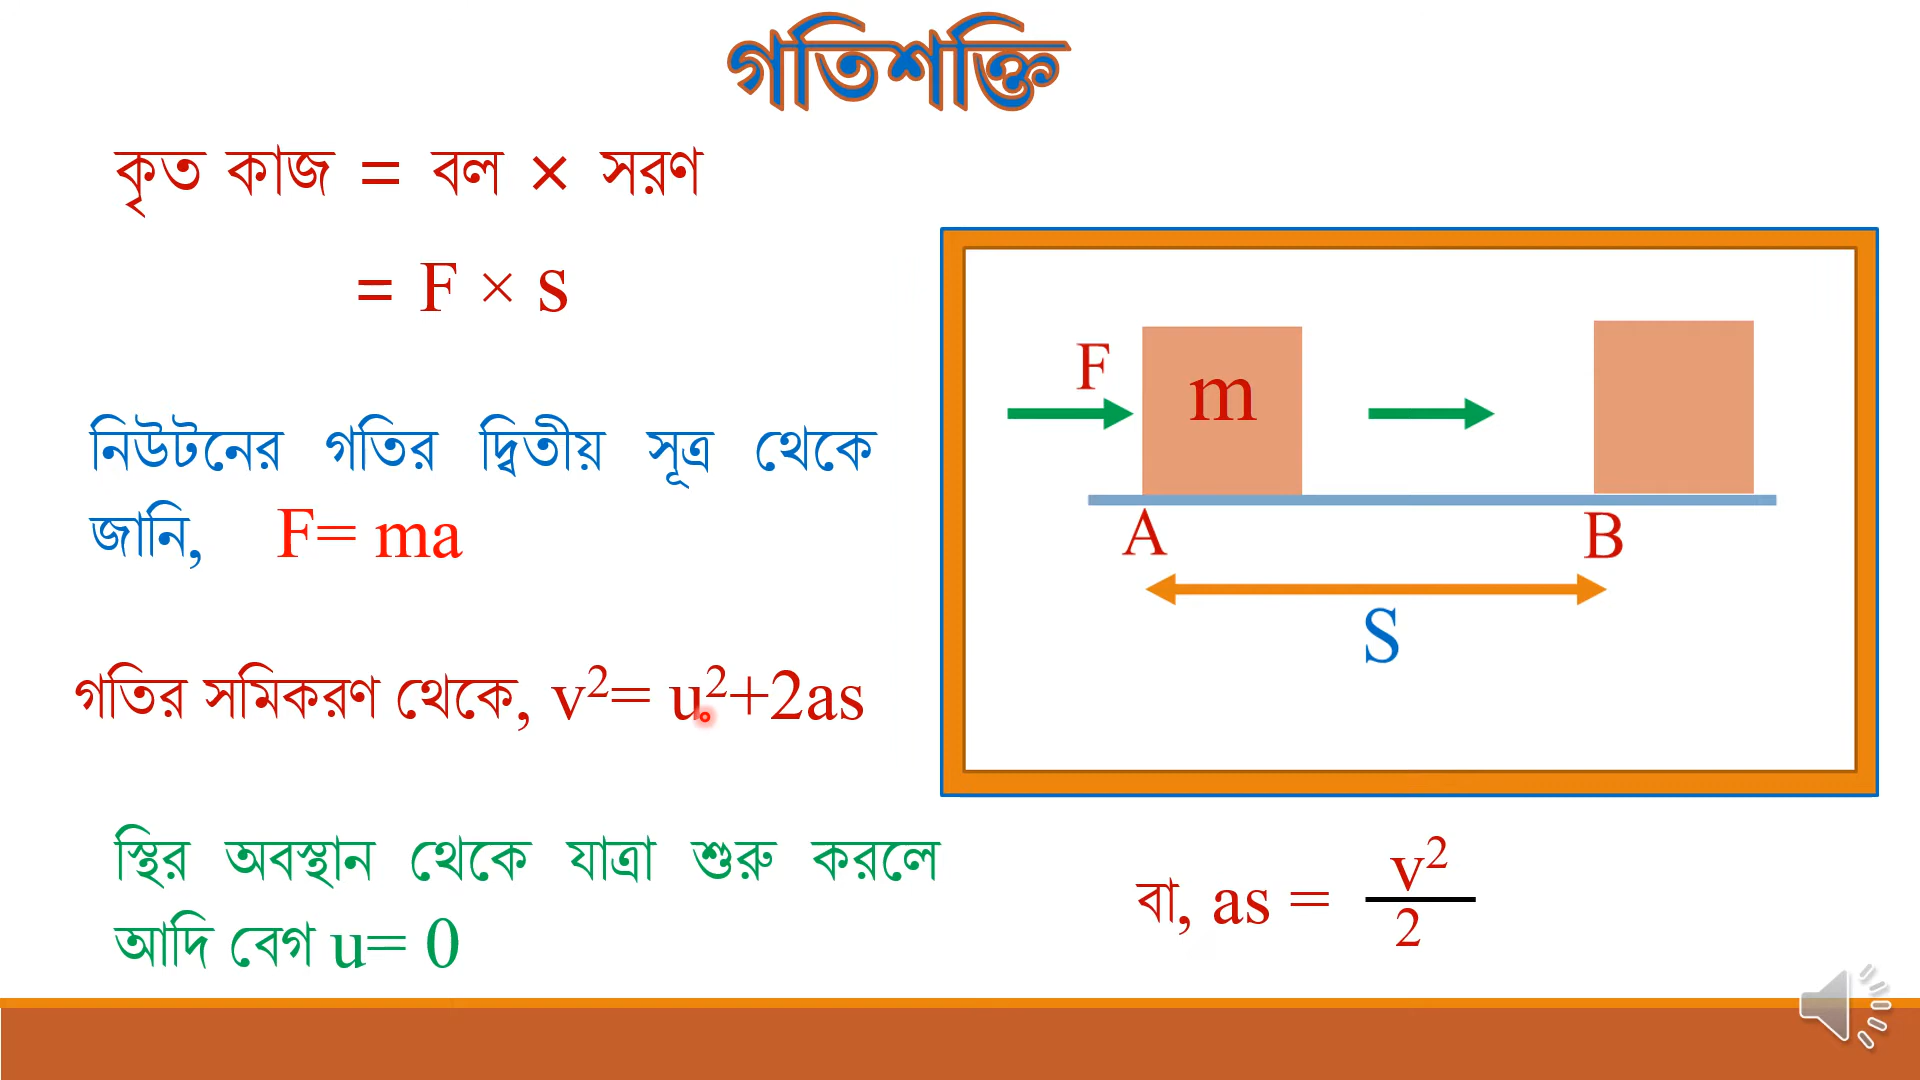 গতিশক্তি
কৃত কাজ = বল × সরণ
= F × s
নিউটনের গতির দ্বিতীয় সূত্র থেকে
জানি, F= ma
গতির সমিকরণ থেকে, v²= u²+2as
স্থির অবস্থান থেকে যাত্রা শুরু করলে
আদি বেগ u= 0
F
m
A
B
S
বা, as = v²
2